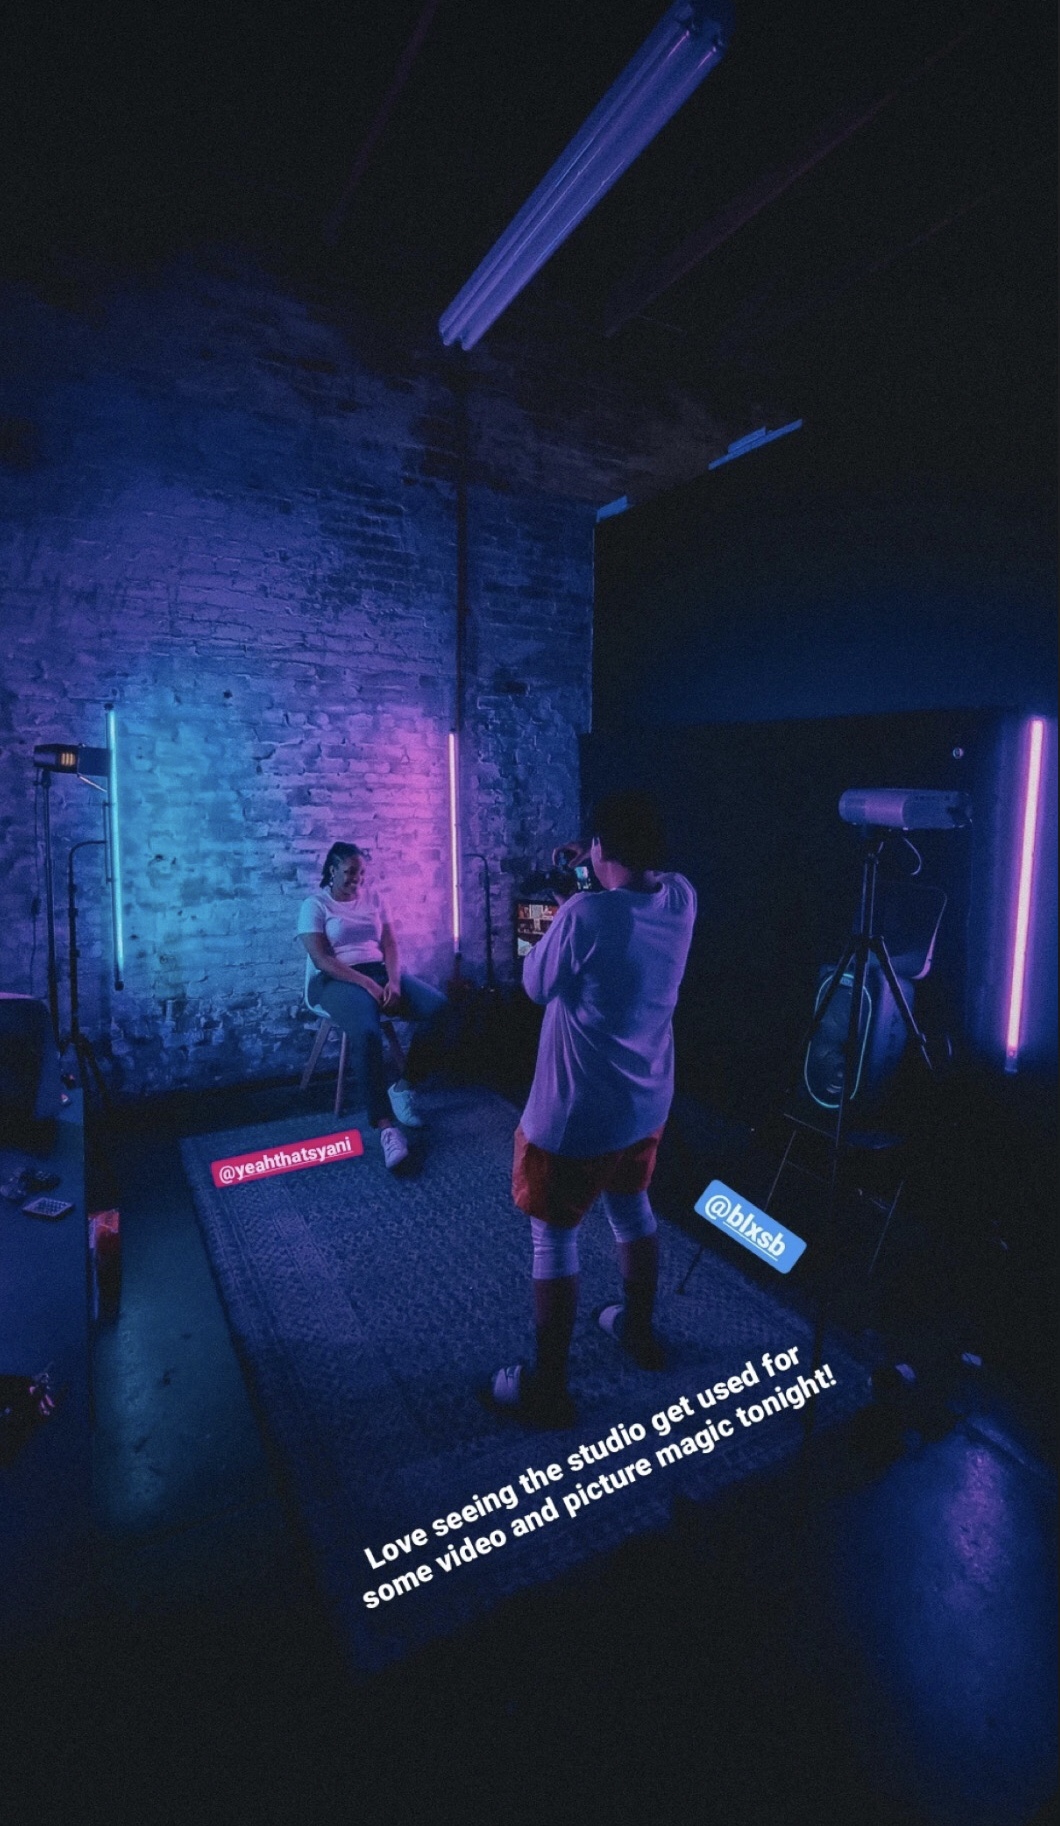 @yeahthatsyani
@blxsb
Love seeing the studio get used for
some video and picture magic tonight!